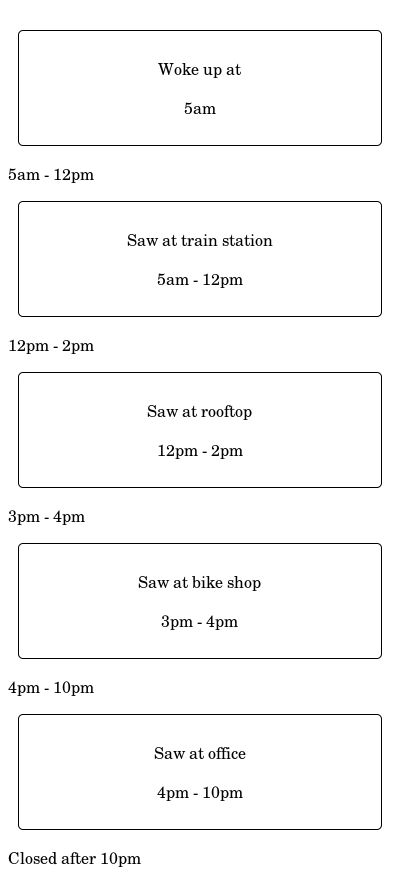 Woke up at
5am
5am - 12pm
Saw at train station
5am - 12pm
12pm - 2pm
Saw at rooftop
12pm - 2pm
3pm - 4pm
Saw at bike shop
3pm - 4pm
4pm - 10pm
Saw at office
4pm - 10pm
Closed after 10pm